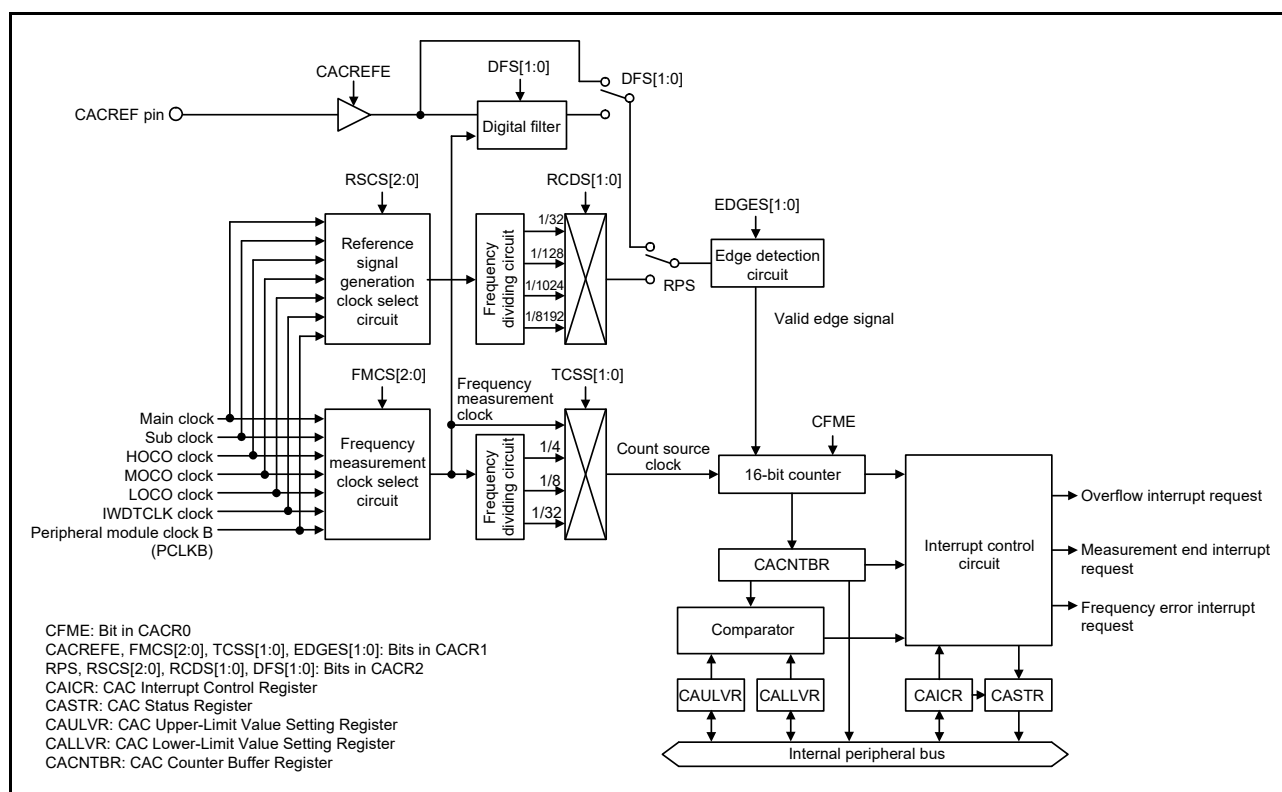 CACREFE
DFS[1:0]
DFS[1:0]
CACREF pin
Digital filter
RSCS[2:0]
RCDS[1:0]
EDGES[1:0]
Reference
signal
generation
clock select
circuit
Frequency
dividing circuit
1/32
1/128
1/1024
1/8192
RPS
Edge detection
circuit
Valid edge signal
FMCS[2:0]
Frequency
measurement
clock
TCSS[1:0]
CFME
Main clock
Sub clock
HOCO clock
MOCO clock
LOCO clock
IWDTCLK clock
Peripheral module clock B
(PCLKB)
Frequency
measurement
clock select
circuit
Frequency
dividing circuit
1/4
1/8
1/32
Count source
clock
16-bit counter
CACNTBR
Comparator
CAULVR
CALLVR
Interrupt control
circuit
CAICR
CASTR
Overflow interrupt request
Measurement end interrupt
request
Frequency error interrupt
request
Internal peripheral bus
CFME: Bit in CACR0
CACREFE, FMCS[2:0], TCSS[1:0], EDGES[1:0]: Bits in CACR1
RPS, RSCS[2:0], RCDS[1:0], DFS[1:0]: Bits in CACR2
CAICR: CAC Interrupt Control Register
CASTR: CAC Status Register
CAULVR: CAC Upper-Limit Value Setting Register
CALLVR: CAC Lower-Limit Value Setting Register
CACNTBR: CAC Counter Buffer Register